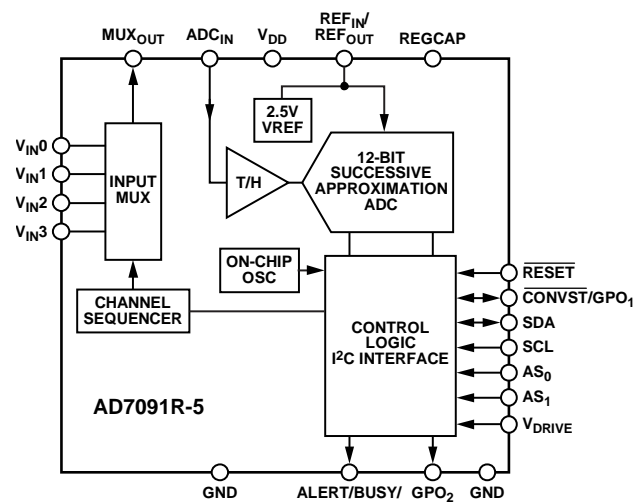 MUXOUT
ADCIN
VDD
REFIN/
REFOUT
REGCAP
2.5V
VREF
VIN0
VIN1
VIN2
VIN3
INPUT
MUX
T/H
12-BIT
SUCCESSIVE
APPROXIMATION
ADC
ON-CHIP
OSC
CHANNEL
SEQUENCER
CONTROL
LOGIC
I2C INTERFACE
RESET
CONVST/GPO1
SDA
SCL
AS0
AS1
VDRIVE
AD7091R-5
GND
ALERT/BUSY/
GPO2
GND